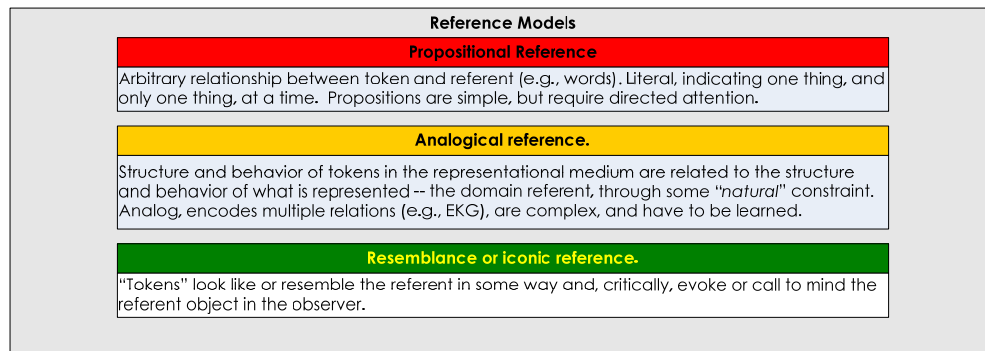 Reference Models
Propositional Reference
Arbitrary relationship between token and referent (e.g., words). Literal, indicating one thing, and
only one thing, at a time.  Propositions are simple, but require directed attention.
Analogical reference.
Structure and behavior of tokens in the representational medium are related to the structure
and behavior of what is represented -- the domain referent, through some “natural” constraint.
Analog, encodes multiple relations (e.g., EKG), are complex, and have to be learned.
Resemblance or iconic reference.
“Tokens” look like or resemble the referent in some way and, critically, evoke or call to mind the
referent object in the observer.